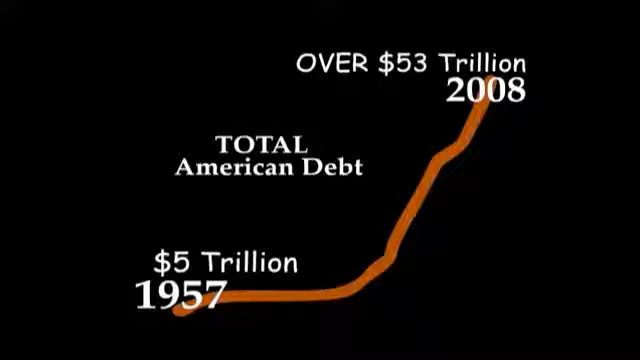 OVER $53 Trillion
2008
TOTAL
American Debt
$5 Trillion
1957